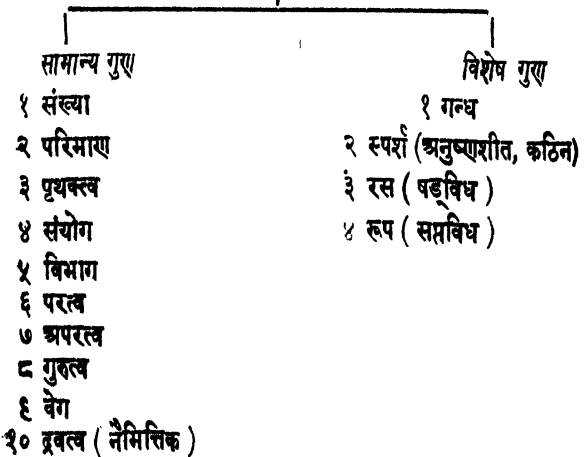 सामान्य गुण
१ संख्या
२ परिमाण
३ पृथक्त्व
४ संयोग
५ विभाग
६ परत्व
७ अपरत्व
८ गुरुत्व
९ वेग
१० द्रवत्व ( नैमित्तिक )
विशेष गुण
१ गन्ध
२ स्पर्श (अनुष्णशीत, कठिन)
३ रस ( षड्विध )
४ रूप ( सप्तविध )